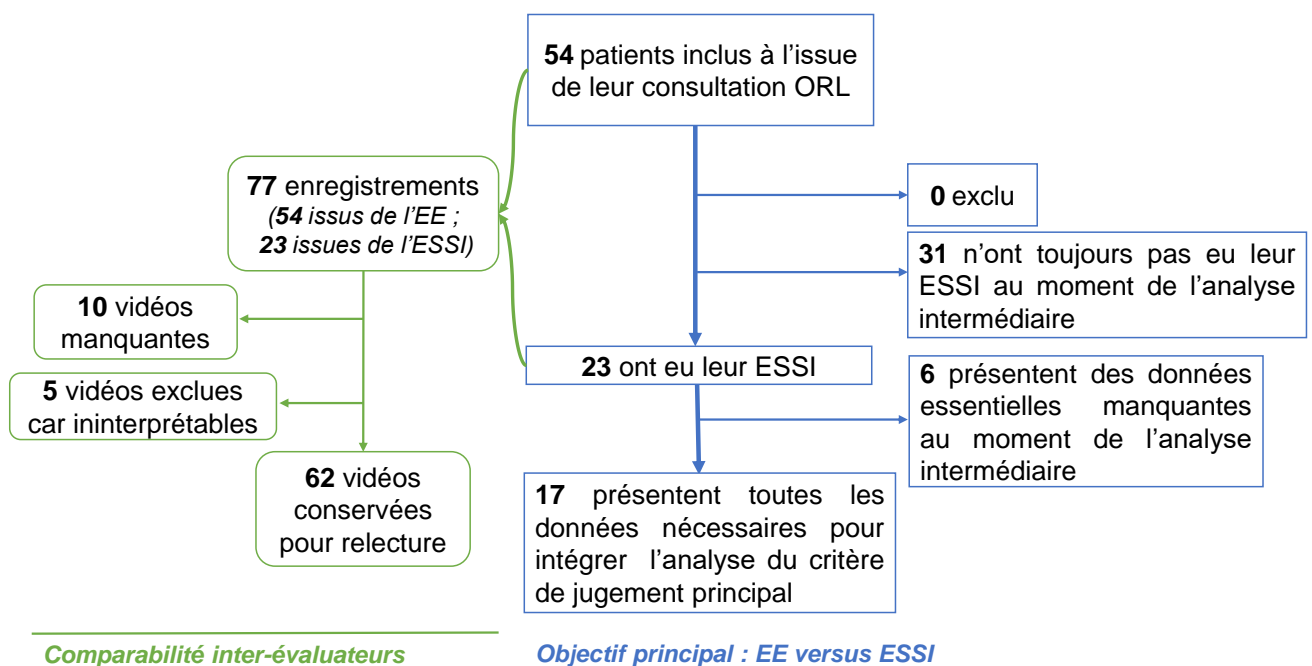 54 patients inclus à l’issue
de leur consultation ORL
77 enregistrements
(54 issus de l’EE ;
23 issues de l’ESSI)
0 exclu
31 n’ont toujours pas eu leur
ESSI au moment de l’analyse
intermédiaire
10 vidéos
manquantes
23 ont eu leur ESSI
5 vidéos exclues
car ininterprétables
6 présentent des données
essentielles manquantes
au moment de l’analyse
intermédiaire
62 vidéos
conservées
pour relecture
17 présentent toutes les
données nécessaires pour
intégrer l’analyse du critère
de jugement principal
Comparabilité inter-évaluateurs
Objectif principal : EE versus ESSI